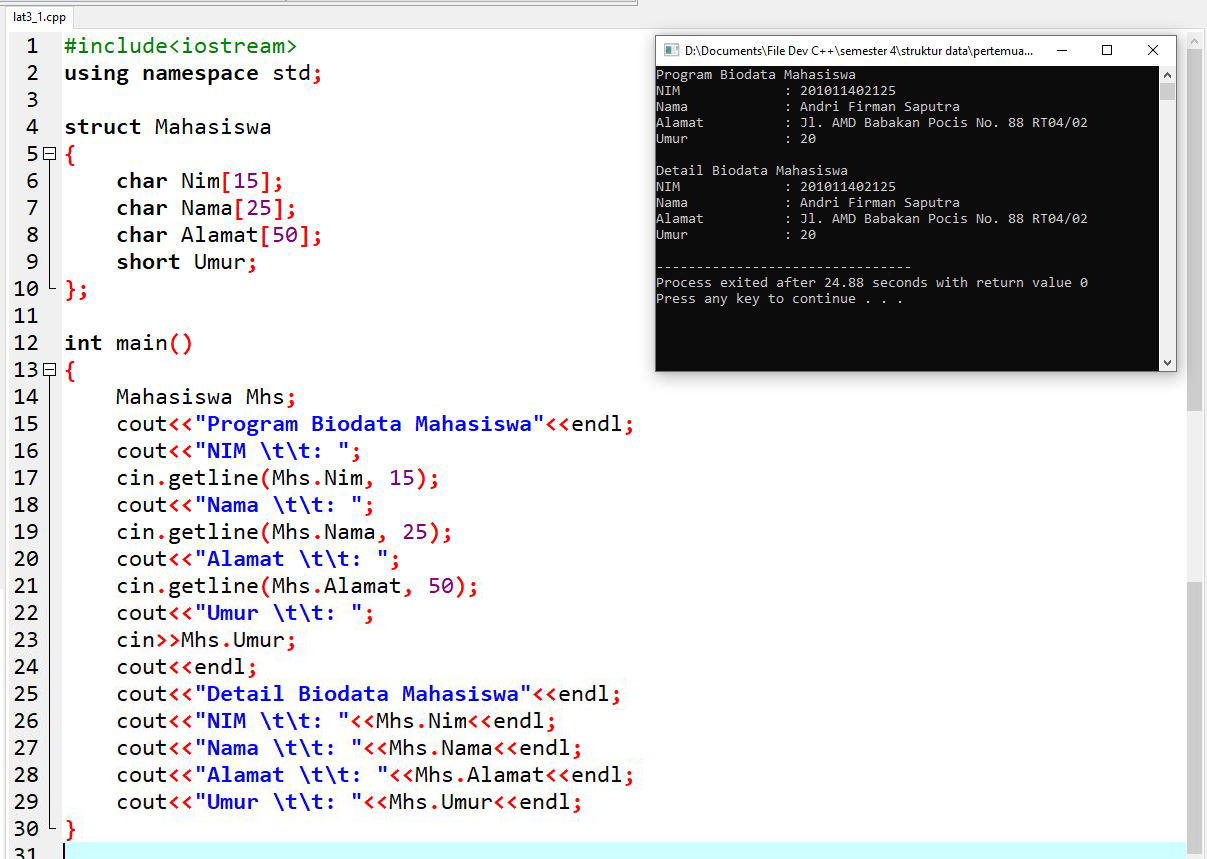 lat3_1.cpp
1 #include<iostream>
2 using namespace std;
3
4 struct Mahasiswa
5 {
6     char Nim[15];
7     char Nama[25];
8     char Alamat[50];
9     short Umur;
10 };
11
12 int main()
13 {
14     Mahasiswa Mhs;
15     cout<<"Program Biodata Mahasiswa"<<endl;
16     cout<<"NIM \t\t: ";
17     cin.getline(Mhs.Nim, 15);
18     cout<<"Nama \t\t: ";
19     cin.getline(Mhs.Nama, 25);
20     cout<<"Alamat \t\t: ";
21     cin.getline(Mhs.Alamat, 50);
22     cout<<"Umur \t\t: ";
23     cin>>Mhs.Umur;
24     cout<<endl;
25     cout<<"Detail Biodata Mahasiswa"<<endl;
26     cout<<"NIM \t\t: "<<Mhs.Nim<<endl;
27     cout<<"Nama \t\t: "<<Mhs.Nama<<endl;
28     cout<<"Alamat \t\t: "<<Mhs.Alamat<<endl;
29     cout<<"Umur \t\t: "<<Mhs.Umur<<endl;
30 }
31
D:\Documents\File Dev C++\semester 4\struktur data\pertemua...
Program Biodata Mahasiswa
NIM             : 201011402125
Nama            : Andri Firman Saputra
Alamat          : Jl. AMD Babakan Pocis No. 88 RT04/02
Umur            : 20

Detail Biodata Mahasiswa
NIM             : 201011402125
Nama            : Andri Firman Saputra
Alamat          : Jl. AMD Babakan Pocis No. 88 RT04/02
Umur            : 20

--------------------------------
Process exited after 24.88 seconds with return value 0
Press any key to continue . . .